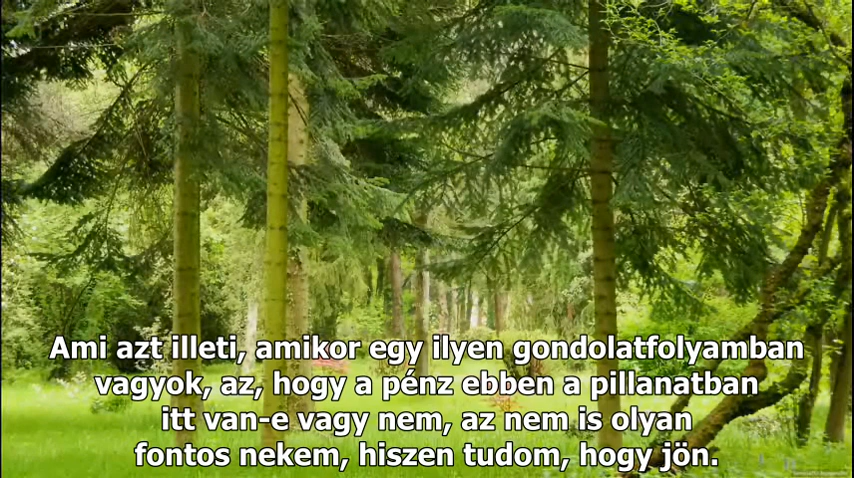 Ami azt illeti, amikor egy ilyen gondolatfolyamban
vagyok, az, hogy a pénz ebben a pillanatban
itt van-e vagy nem, az nem is olyan
fontos nekem, hiszen tudom, hogy jön.